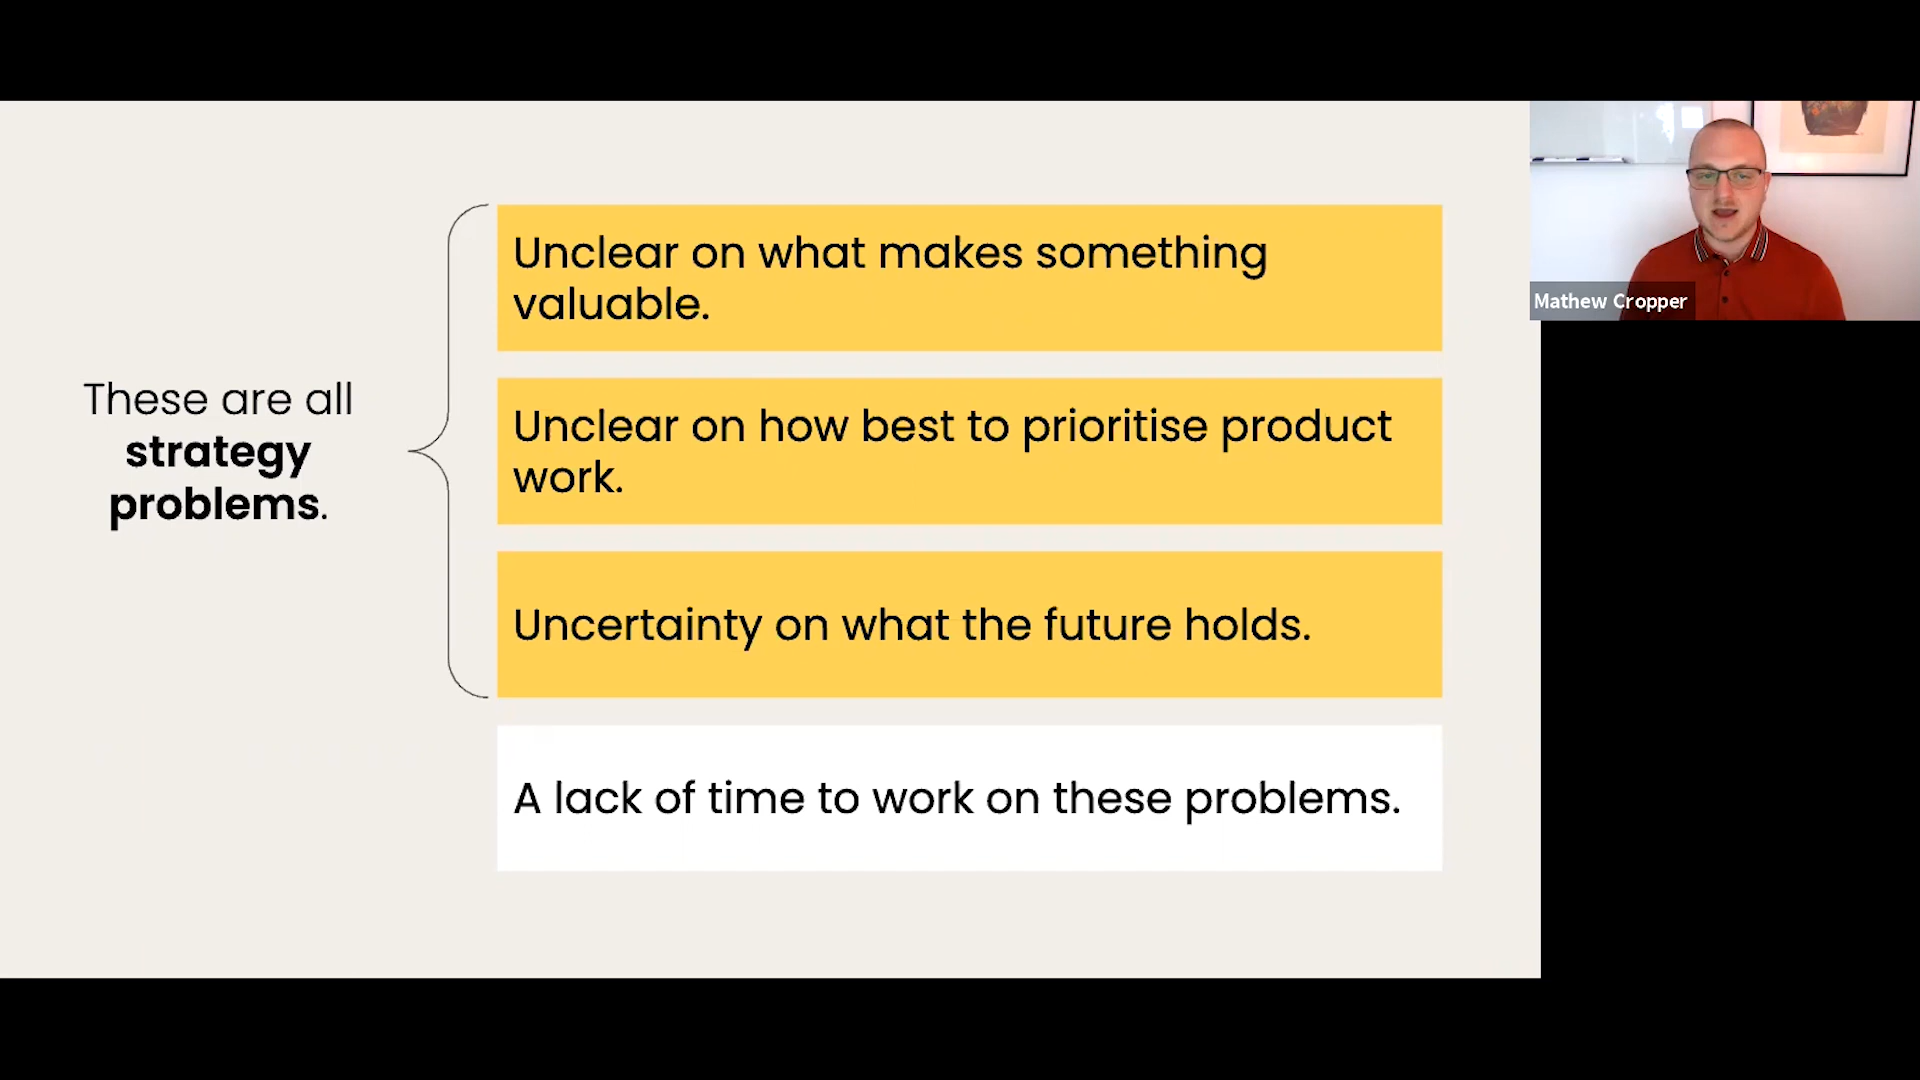 These are all
strategy
problems.
Unclear on what makes something
valuable.
Unclear on how best to prioritise product
work.
Uncertainty on what the future holds.
A lack of time to work on these problems.
Mathew Cropper